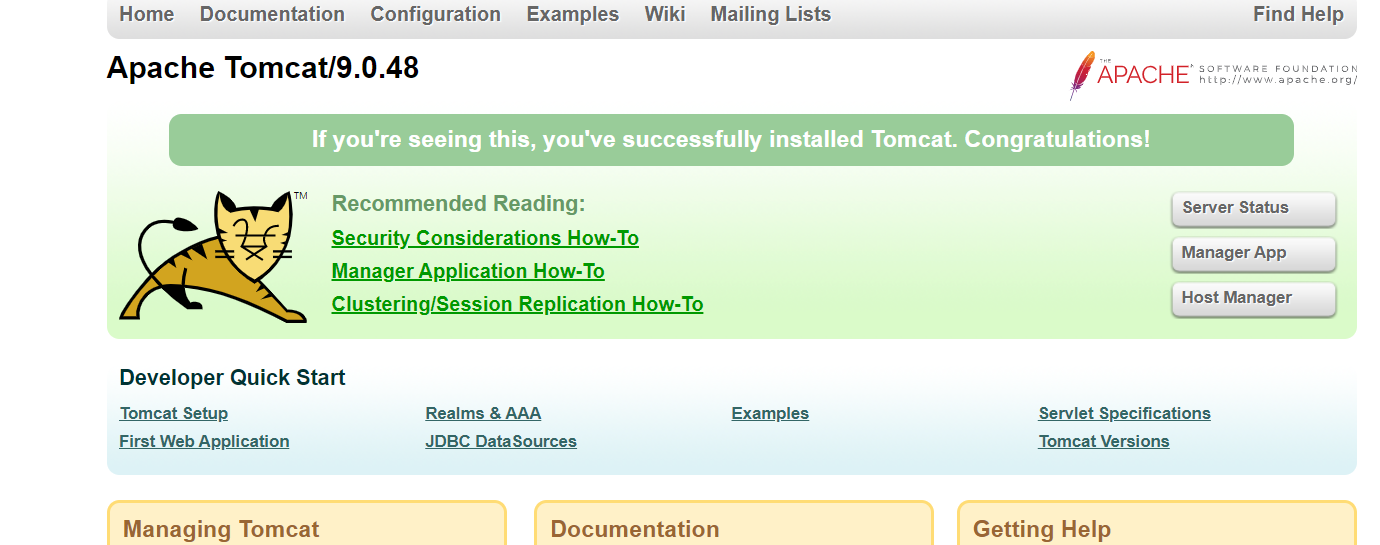 Home Documentation Configuration Examples Wiki Mailing Lists Find Help
Apache Tomcat/9.0.48
THE APACHE SOFTWARE FOUNDATION
http://www.apache.org/
If you're seeing this, you've successfully installed Tomcat. Congratulations!
TM
Recommended Reading:
Security Considerations How-To
Manager Application How-To
Clustering/Session Replication How-To
Server Status
Manager App
Host Manager
Developer Quick Start
Tomcat Setup
First Web Application
Realms & AAA
JDBC DataSources
Examples
Servlet Specifications
Tomcat Versions
Managing Tomcat
Documentation
Getting Help